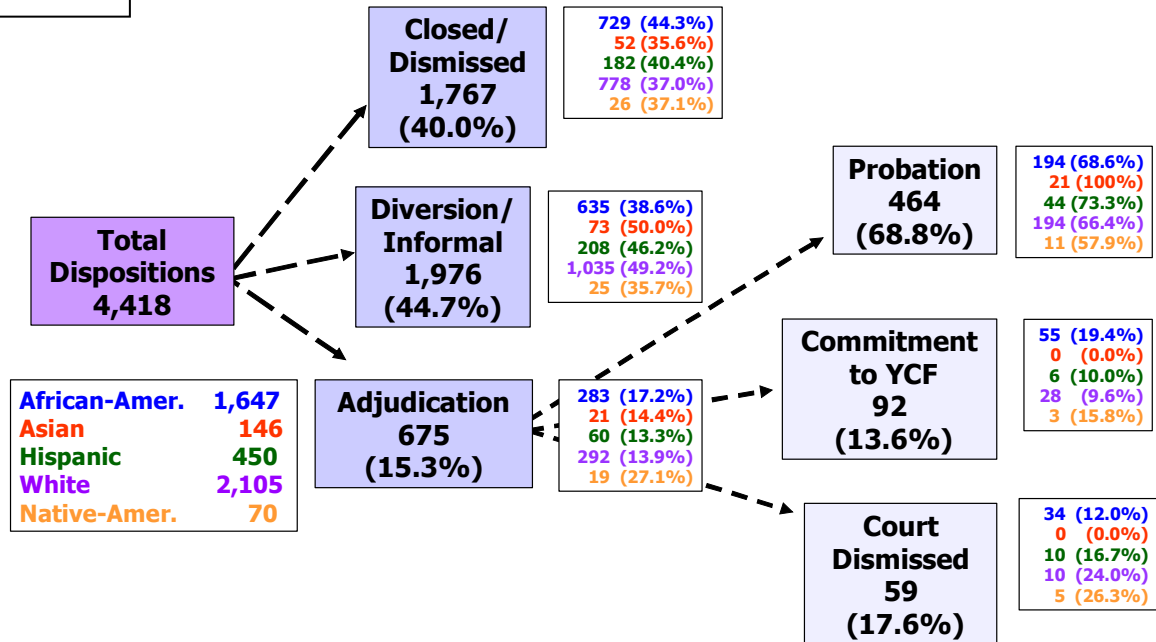 Closed/
Dismissed
1,767
(40.0%)
729 (44.3%)
52 (35.6%)
182 (40.4%)
778 (37.0%)
26 (37.1%)
Total
Dispositions
4,418
Diversion/
Informal
1,976
(44.7%)
635 (38.6%)
73 (50.0%)
208 (46.2%)
1,035 (49.2%)
25 (35.7%)
Probation
464
(68.8%)
194 (68.6%)
21 (100%)
44 (73.3%)
194 (66.4%)
11 (57.9%)
African-Amer. 1,647
Asian 146
Hispanic 450
White 2,105
Native-Amer. 70
Adjudication
675
(15.3%)
283 (17.2%)
21 (14.4%)
60 (13.3%)
292 (13.9%)
19 (27.1%)
Commitment
to YCF
92
(13.6%)
55 (19.4%)
0 (0.0%)
6 (10.0%)
28 (9.6%)
3 (15.8%)
Court
Dismissed
59
(17.6%)
34 (12.0%)
0 (0.0%)
10 (16.7%)
10 (24.0%)
5 (26.3%)